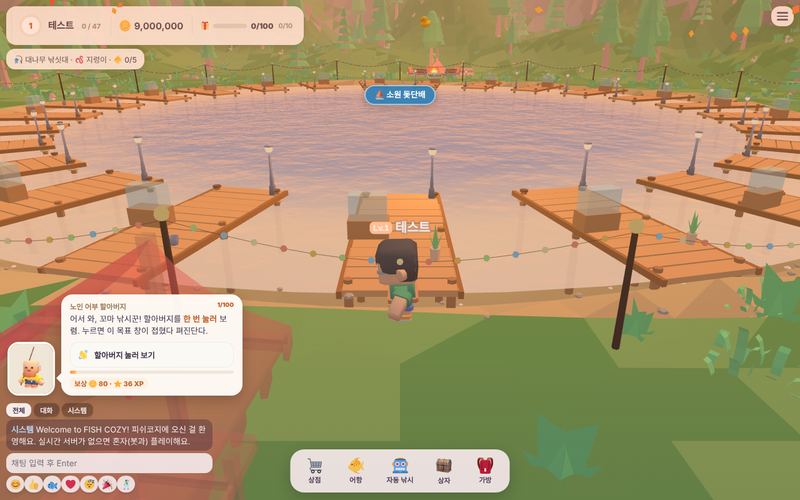 1 테스트 0 / 47 9,000,000 0/100 0/10
대나무 낚싯대 · 지렁이 · 0/5
소원 돛단배
Lv.1 테스트
노인 어부 할아버지 1/100
어서 와, 꼬마 낚시꾼! 할아버지를 한 번 눌러 보
렴. 누르면 이 목표 창이 접혔다 펴진단다.
할아버지 눌러 보기
보상 80 · 36 XP
전체 대화 시스템
시스템 Welcome to FISH COZY! 피쉬코지에 오신 걸 환
영해요. 실시간 서버가 없으면 혼자(봇과) 플레이해요.
채팅 입력 후 Enter
상점 어항 자동 낚시 상자 가방